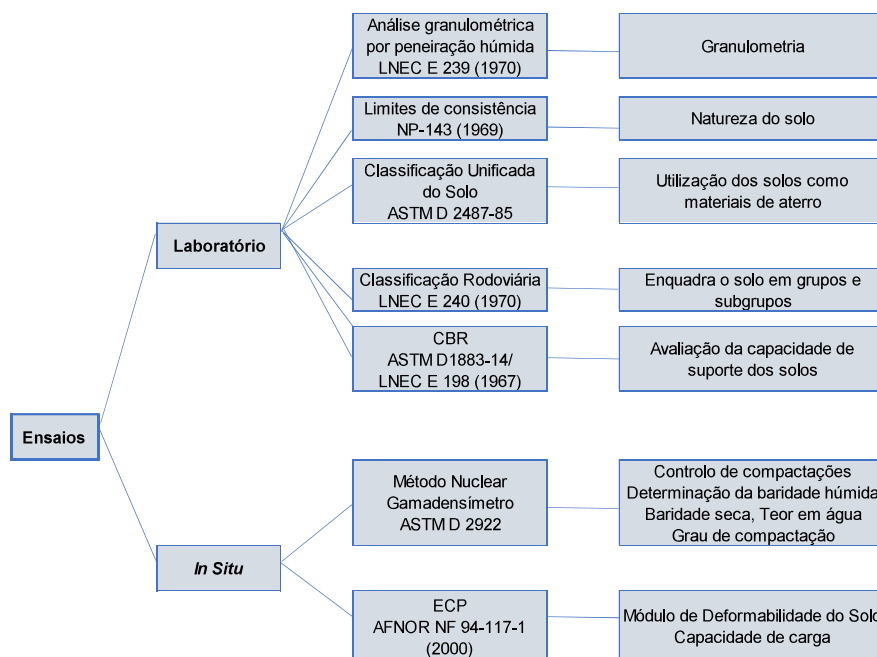 Análise granulométrica
por peneiração húmida
LNEC E 239 (1970)
Granulometria
Limites de consistência
NP-143 (1969)
Natureza do solo
Classificação Unificada
do Solo
ASTM D 2487-85
Utilização dos solos como
materiais de aterro
Laboratório
Classificação Rodoviária
LNEC E 240 (1970)
Enquadra o solo em grupos e
subgrupos
CBR
ASTM D1883-14/
LNEC E 198 (1967)
Avaliação da capacidade de
suporte dos solos
Ensaios
Método Nuclear
Gamadensímetro
ASTM D 2922
Controlo de compactações
Determinação da baridade húmida
Baridade seca, Teor em água
Grau de compactação
In Situ
ECP
AFNOR NF 94-117-1
(2000)
Módulo de Deformabilidade do Solo
Capacidade de carga